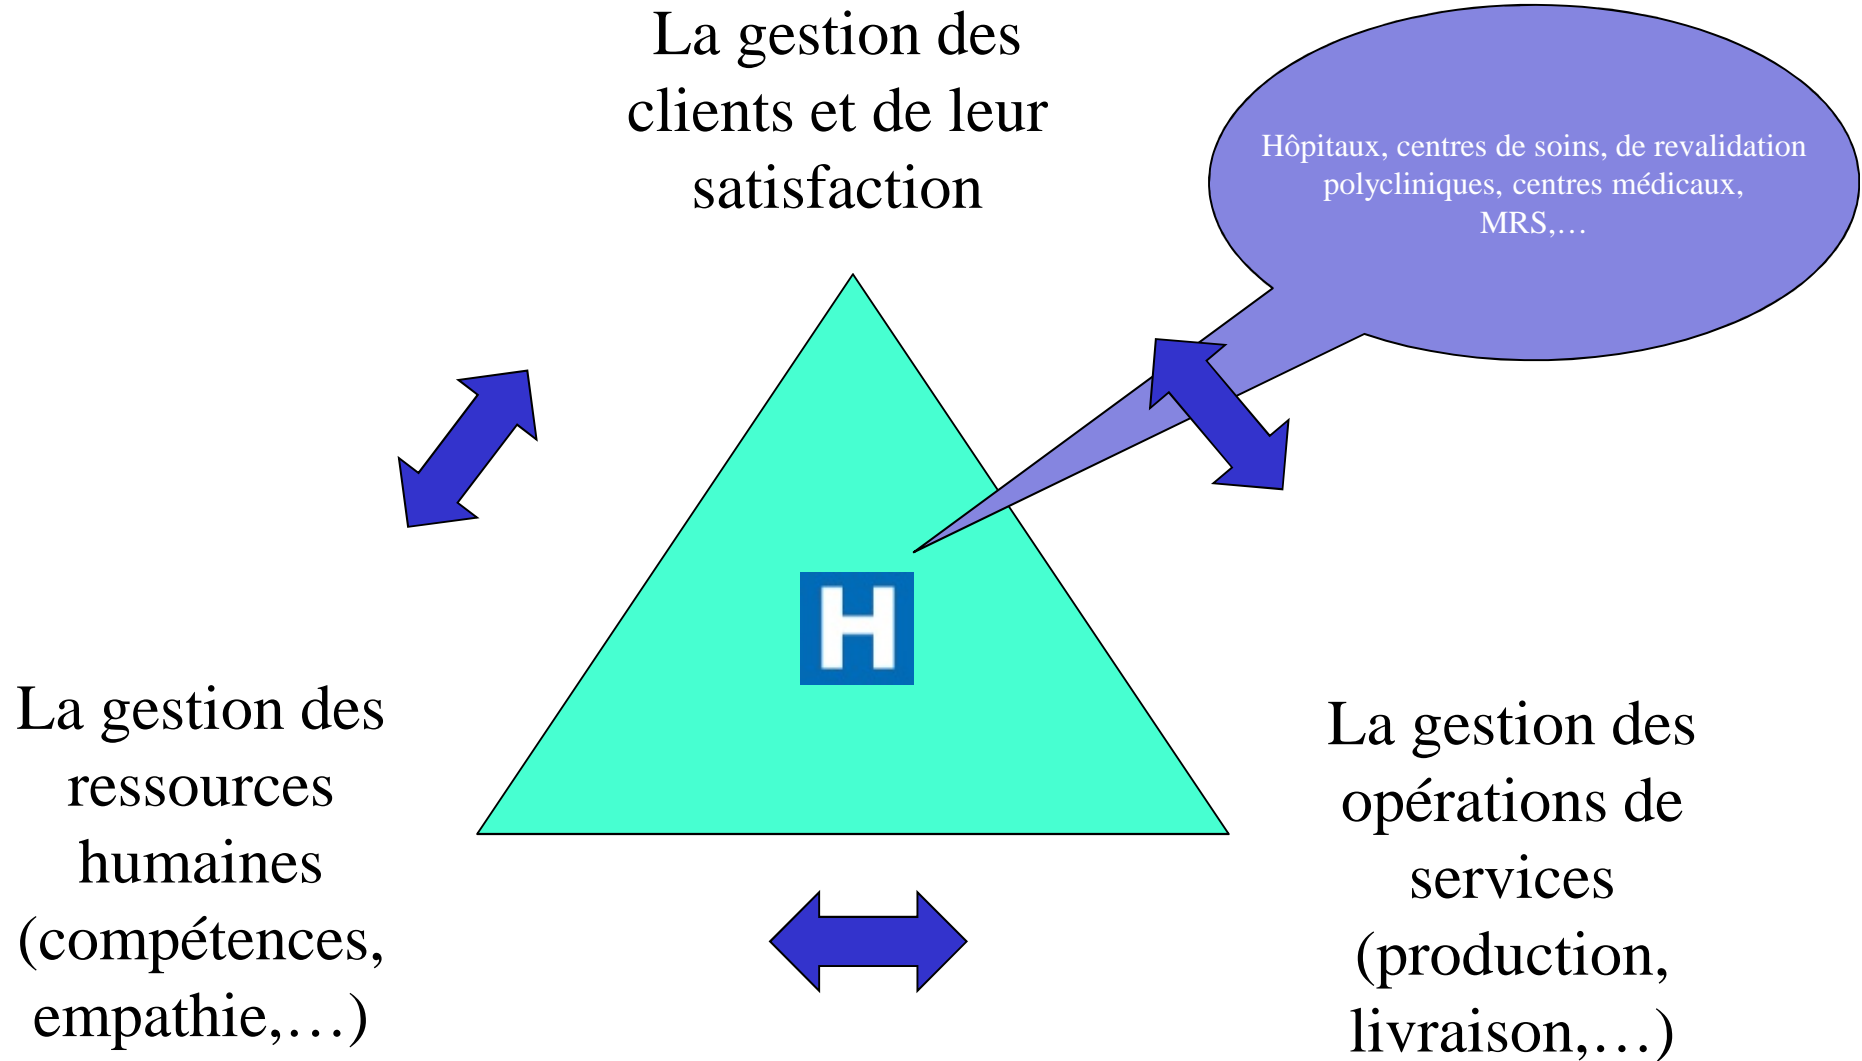 La gestion des
clients et de leur
satisfaction
Hôpitaux, centres de soins, de revalidation
polycliniques, centres médicaux,
MRS,…
H
La gestion des
ressources
humaines
(compétences,
empathie,…)
La gestion des
opérations de
services
(production,
livraison,…)